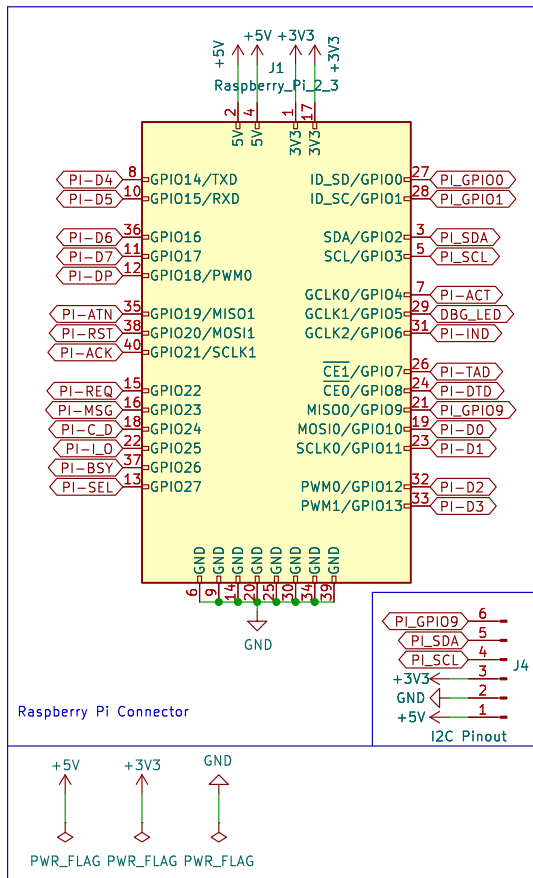 +5V +5V +3V3 +3V3
J1
Raspberry_Pi_2_3
2 4 1 17
5V 5V 3V3 3V3
PI-D4 8 GPIO14/TXD ID_SD/GPIO0 27 PI_GPIO0
PI-D5 10 GPIO15/RXD ID_SC/GPIO1 28 PI_GPIO1
PI-D6 36 GPIO16 SDA/GPIO2 3 PI_SDA
PI-D7 11 GPIO17 SCL/GPIO3 5 PI_SCL
PI-DP 12 GPIO18/PWM0
GCLK0/GPIO4 7 PI-ACT
PI-ATN 35 GPIO19/MISO1 GCLK1/GPIO5 29 DBG_LED
PI-RST 38 GPIO20/MOSI1 GCLK2/GPIO6 31 PI-IND
PI-ACK 40 GPIO21/SCLK1
CE1/GPIO7 26 PI-TAD
PI-REQ 15 GPIO22 CE0/GPIO8 24 PI-DTD
PI-MSG 16 GPIO23 MISO0/GPIO9 21 PI_GPIO9
PI-C_D 18 GPIO24 MOSI0/GPIO10 19 PI-D0
PI-I_O 22 GPIO25 SCLK0/GPIO11 23 PI-D1
PI-BSY 37 GPIO26
PI-SEL 13 GPIO27 PWM0/GPIO12 32 PI-D2
PWM1/GPIO13 33 PI-D3
GND GND GND GND GND GND GND GND
6 9 14 20 25 30 34 39
GND
PI_GPIO9 6
PI_SDA 5
PI_SCL 4
+3V3 3 J4
GND 2
+5V 1
I2C Pinout
Raspberry Pi Connector
+5V +3V3 GND
PWR_FLAG PWR_FLAG PWR_FLAG